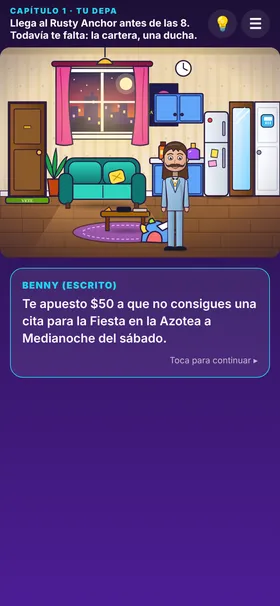 CAPÍTULO 1 · TU DEPA
Llega al Rusty Anchor antes de las 8.
Todavía te falta: la cartera, una ducha.
VETE
BENNY (ESCRITO)
Te apuesto $50 a que no consigues una
cita para la Fiesta en la Azotea a
Medianoche del sábado.
Toca para continuar ▸